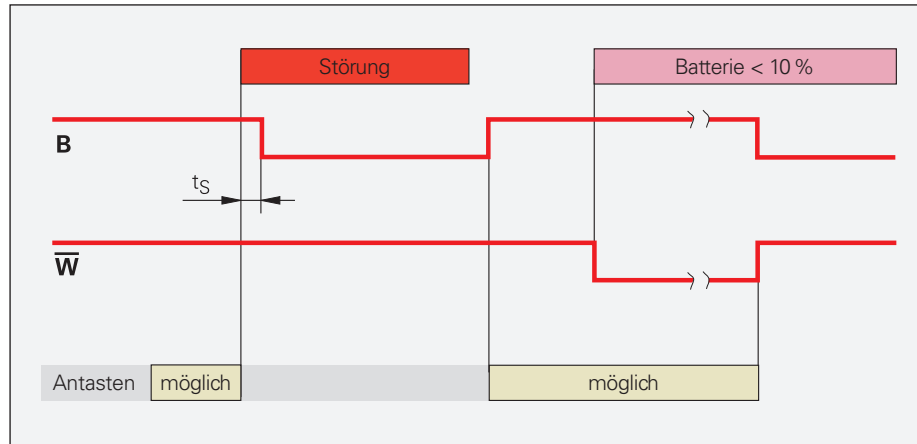 Störung
Batterie < 10 %
B
tS
W̅
Antasten
möglich
möglich